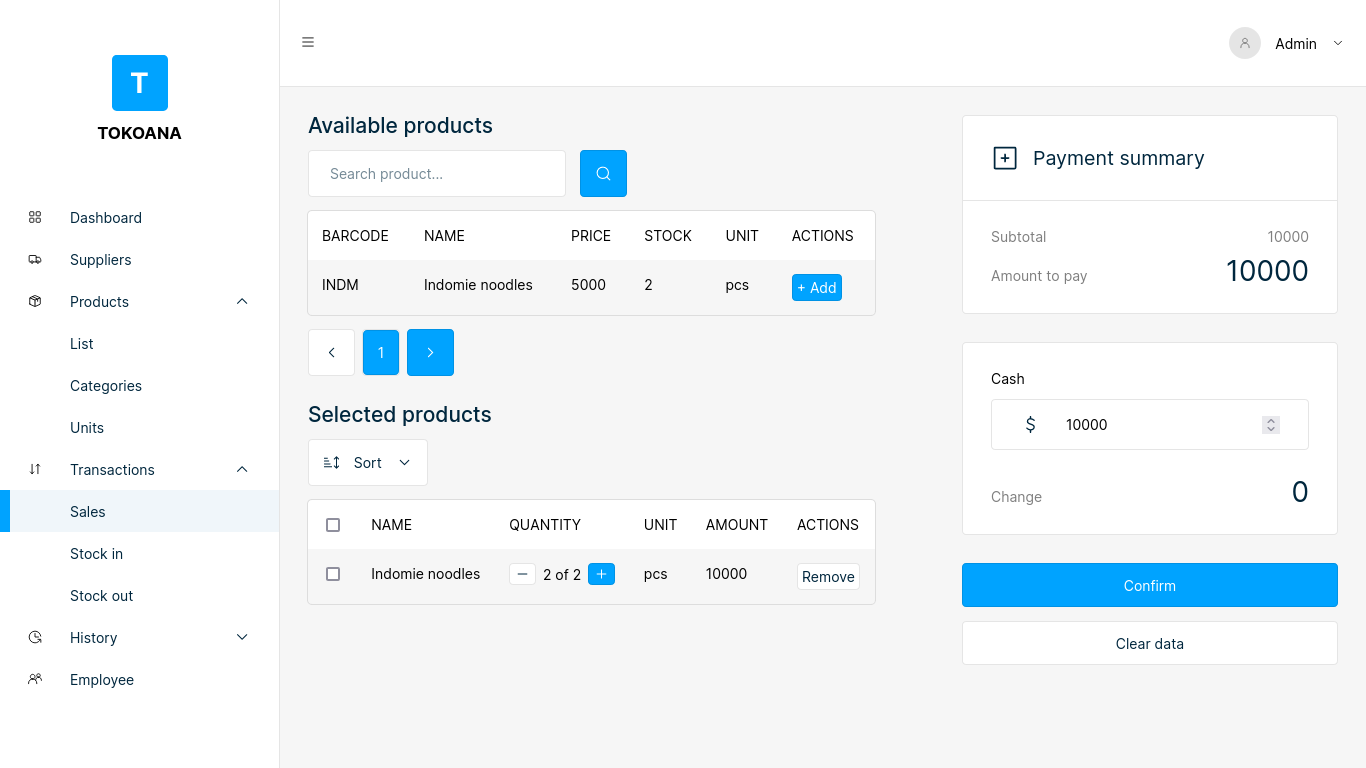 T
TOKOANA
Dashboard
Suppliers
Products
List
Categories
Units
Transactions
Sales
Stock in
Stock out
History
Employee
Admin
Available products
Search product...
BARCODE NAME PRICE STOCK UNIT ACTIONS
INDM Indomie noodles 5000 2 pcs + Add
1
Selected products
Sort
NAME QUANTITY UNIT AMOUNT ACTIONS
Indomie noodles 2 of 2 pcs 10000 Remove
Payment summary
Subtotal 10000
Amount to pay 10000
Cash
$ 10000
Change 0
Confirm
Clear data